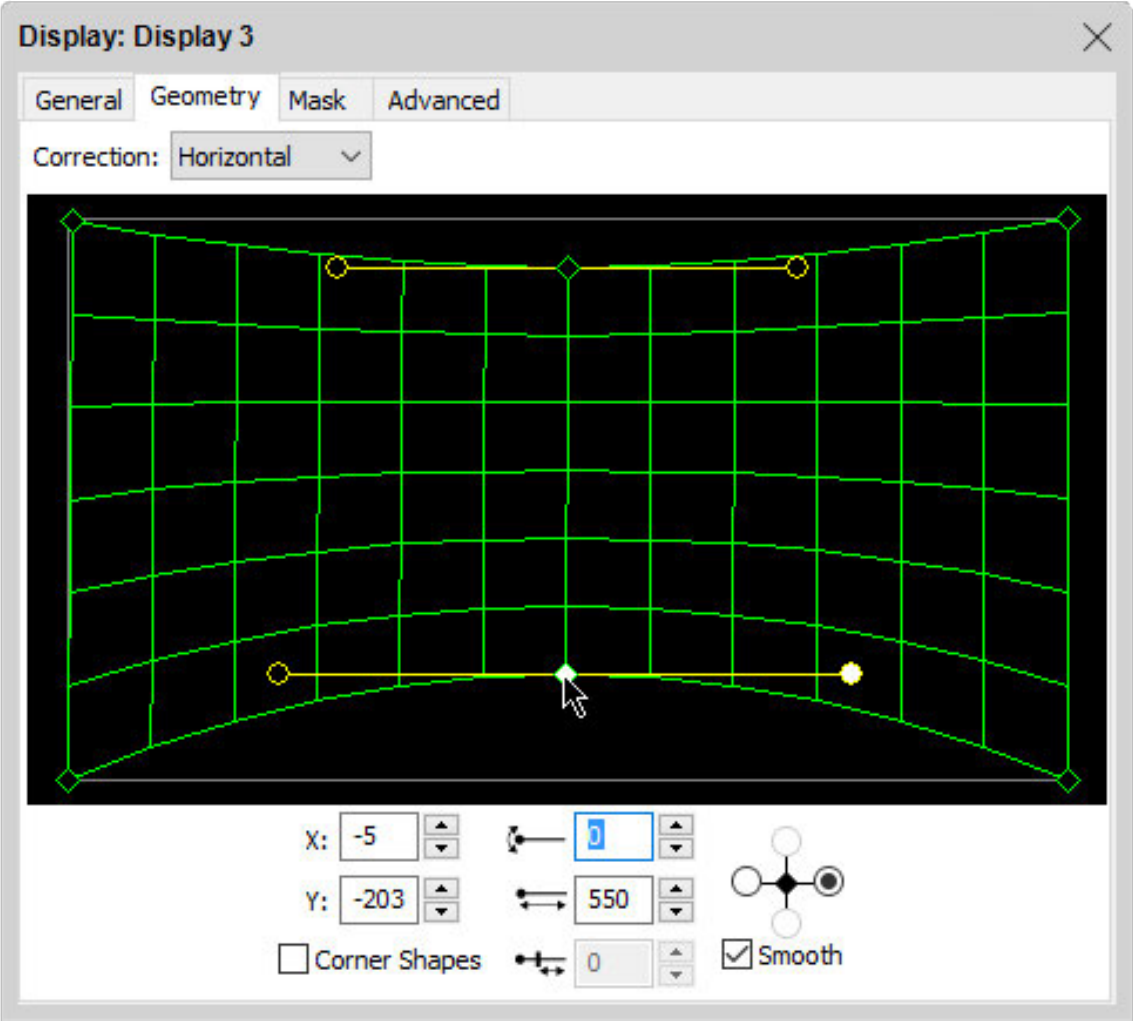 Display: Display 3
General Geometry Mask Advanced
Correction: Horizontal
X: -5 0
Y: -203 550
Corner Shapes 0 Smooth